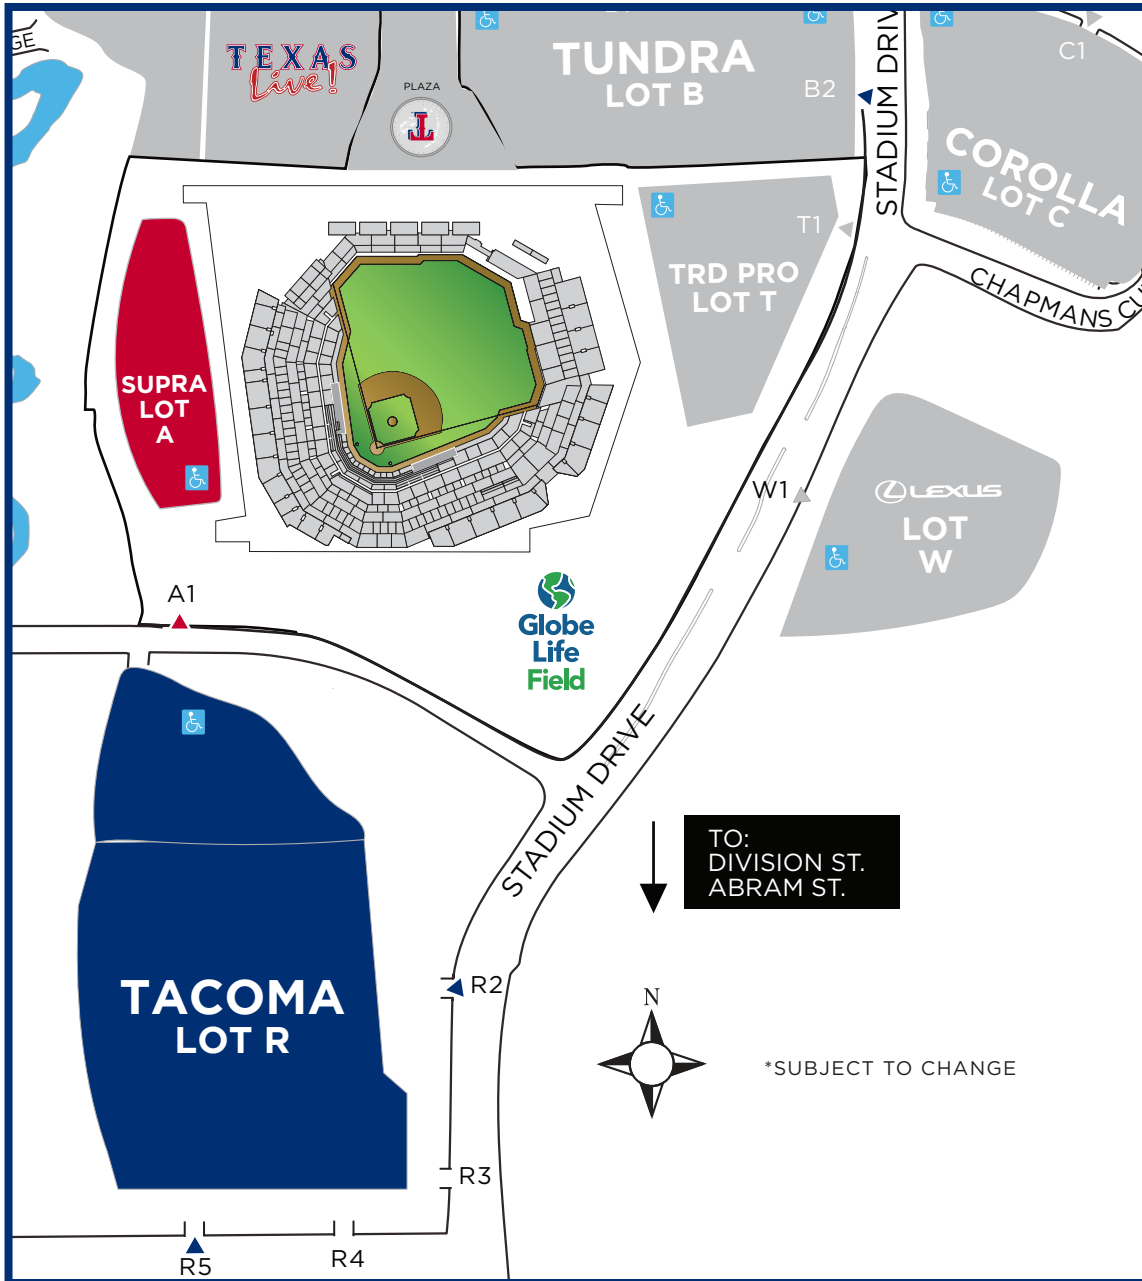 GE
TEXAS
Live!
PLAZA
T
TUNDRA
LOT B
B2
STADIUM DRIV
C1
COROLLA
LOT C
T1
TRD PRO
LOT T
CHAPMANS CU
SUPRA
LOT
A
W1
LEXUS
LOT
W
A1
Globe
Life
Field
STADIUM DRIVE
TO:
DIVISION ST.
ABRAM ST.
TACOMA
LOT R
R2
N
*SUBJECT TO CHANGE
R3
R5
R4